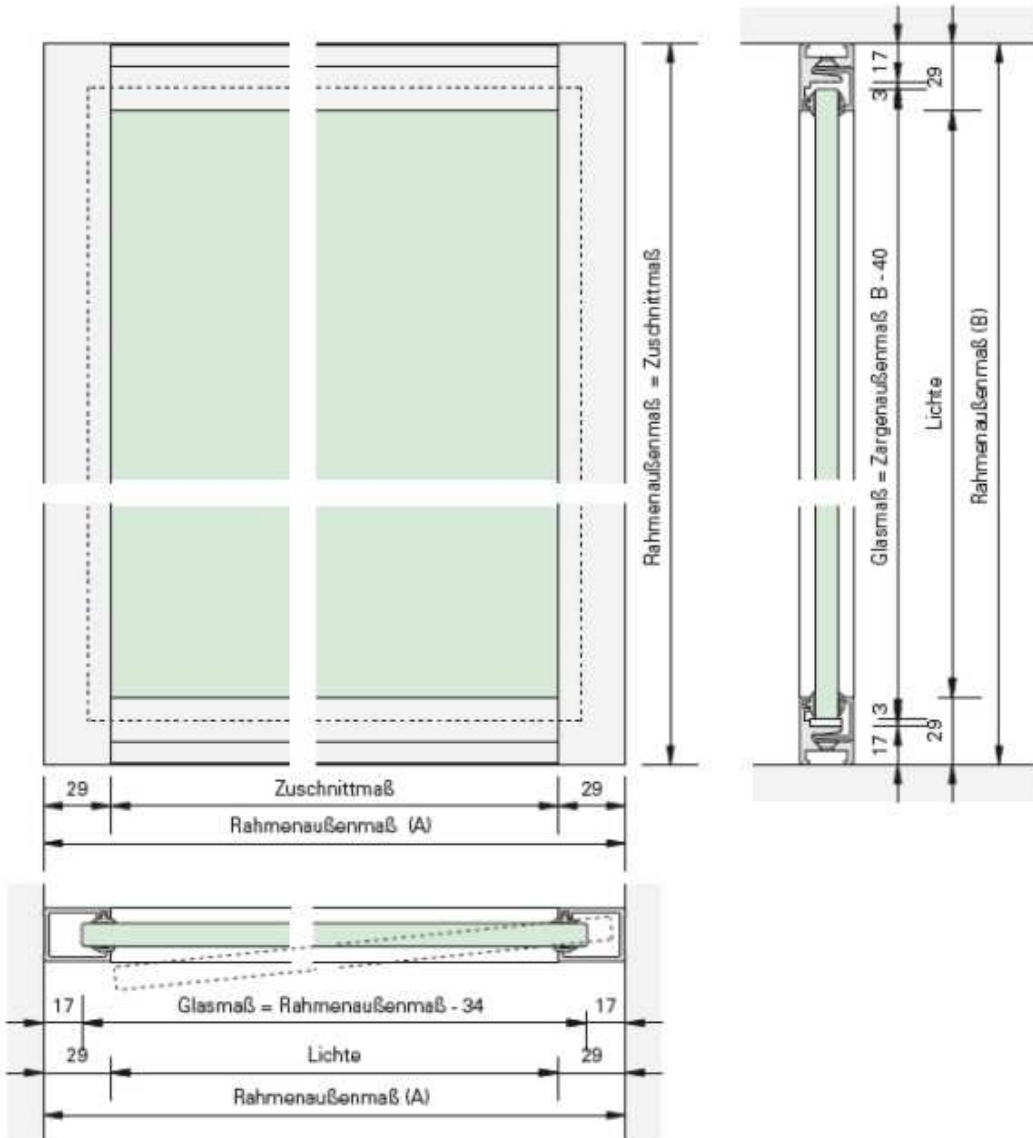 Rahmenaußenmaß = Zuschnittmaß
17
3
29
Glasmaß = Zargenaußenmaß B - 40
Lichte
Rahmenaußenmaß (B)
3
17
29
29 Zuschnittmaß 29
Rahmenaußenmaß (A)
17 Glasmaß = Rahmenaußenmaß - 34 17
29 Lichte 29
Rahmenaußenmaß (A)